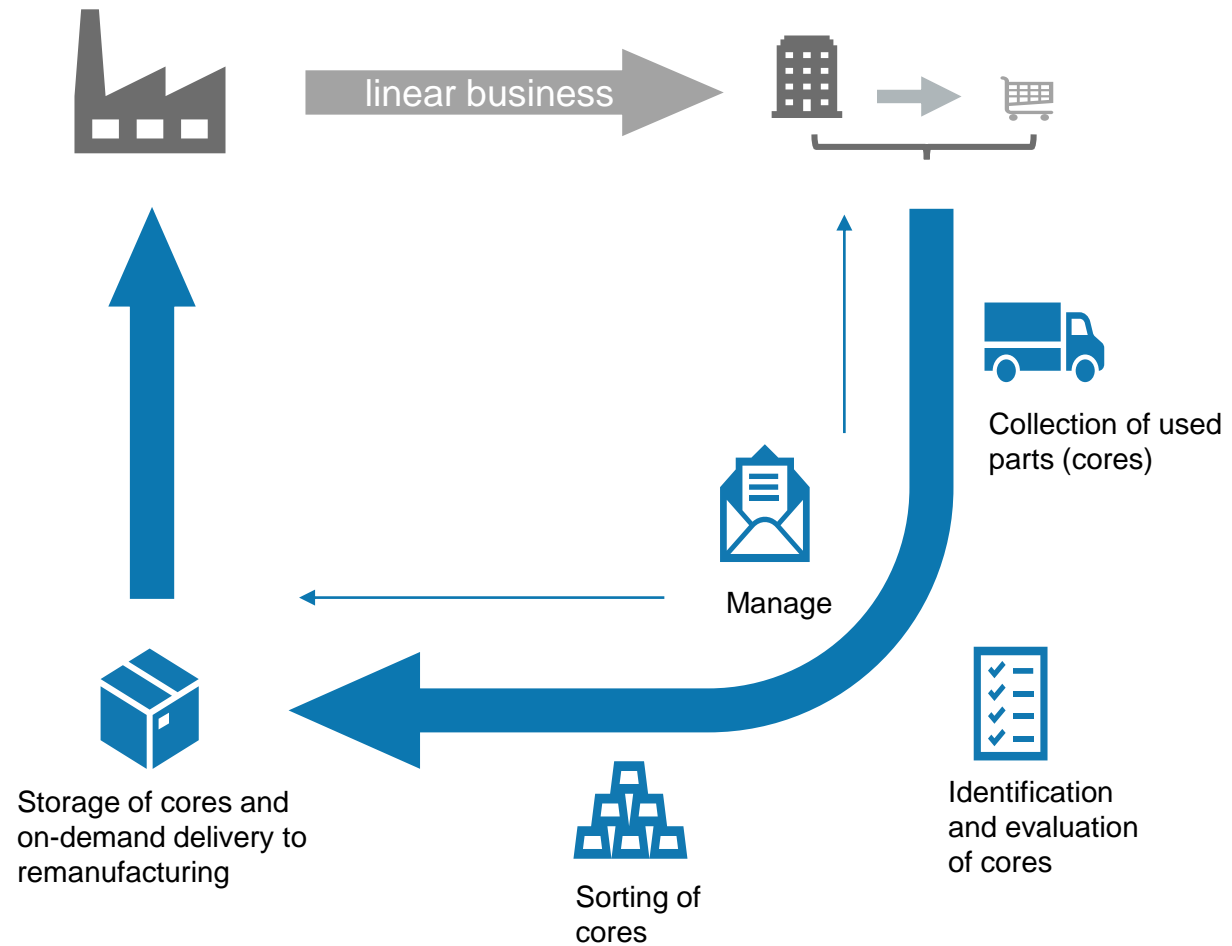 linear business
Collection of used
parts (cores)
Manage
Identification
and evaluation
of cores
Storage of cores and
on-demand delivery to
remanufacturing
Sorting of
cores